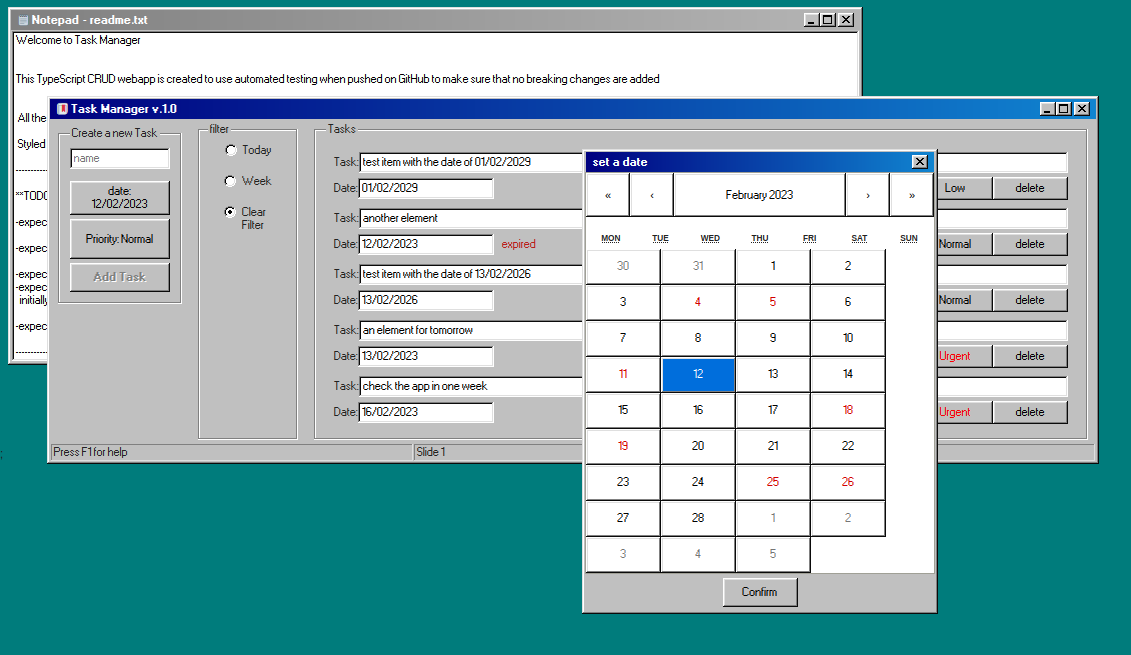 Notepad - readme.txt
Welcome to Task Manager
This TypeScript CRUD webapp is created to use automated testing when pushed on GitHub to make sure that no breaking changes are added
All the
Styled
-----------
**TODO
-expec
-expec
-expec
-expec
initially
-expec
-----------
Task Manager v.1.0
Create a new Task
name
date:
12/02/2023
Priority: Normal
Add Task
filter
Today
Week
Clear
Filter
Tasks
Task: test item with the date of 01/02/2029
Date: 01/02/2029 Low delete
Task: another element
Date: 12/02/2023 expired Normal delete
Task: test item with the date of 13/02/2026
Date: 13/02/2026 Normal delete
Task: an element for tomorrow
Date: 13/02/2023 Urgent delete
Task: check the app in one week
Date: 16/02/2023 Urgent delete
Press F1 for help
Slide 1
set a date
« ‹ February 2023 › »
MON TUE WED THU FRI SAT SUN
30 31 1 2
3 4 5 6
7 8 9 10
11 12 13 14
15 16 17 18
19 20 21 22
23 24 25 26
27 28 1 2
3 4 5
Confirm
;